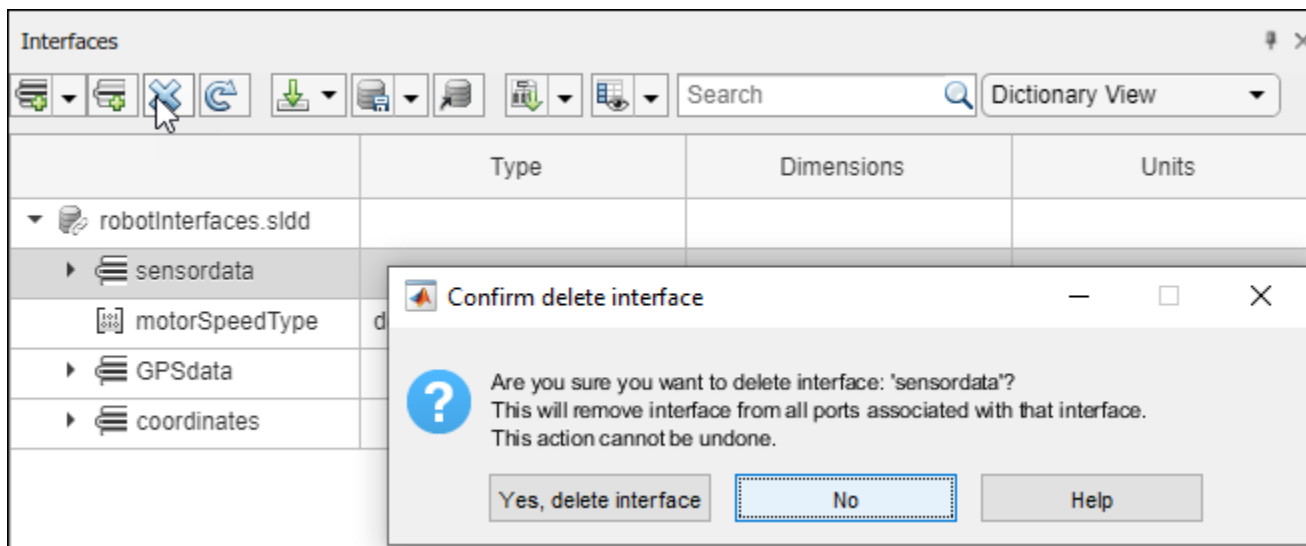 Interfaces
Search
Dictionary View
Type Dimensions Units
robotInterfaces.sldd
sensordata
Confirm delete interface
motorSpeedType d
GPSdata
Are you sure you want to delete interface: 'sensordata'?
This will remove interface from all ports associated with that interface.
coordinates
This action cannot be undone.
Yes, delete interface No Help